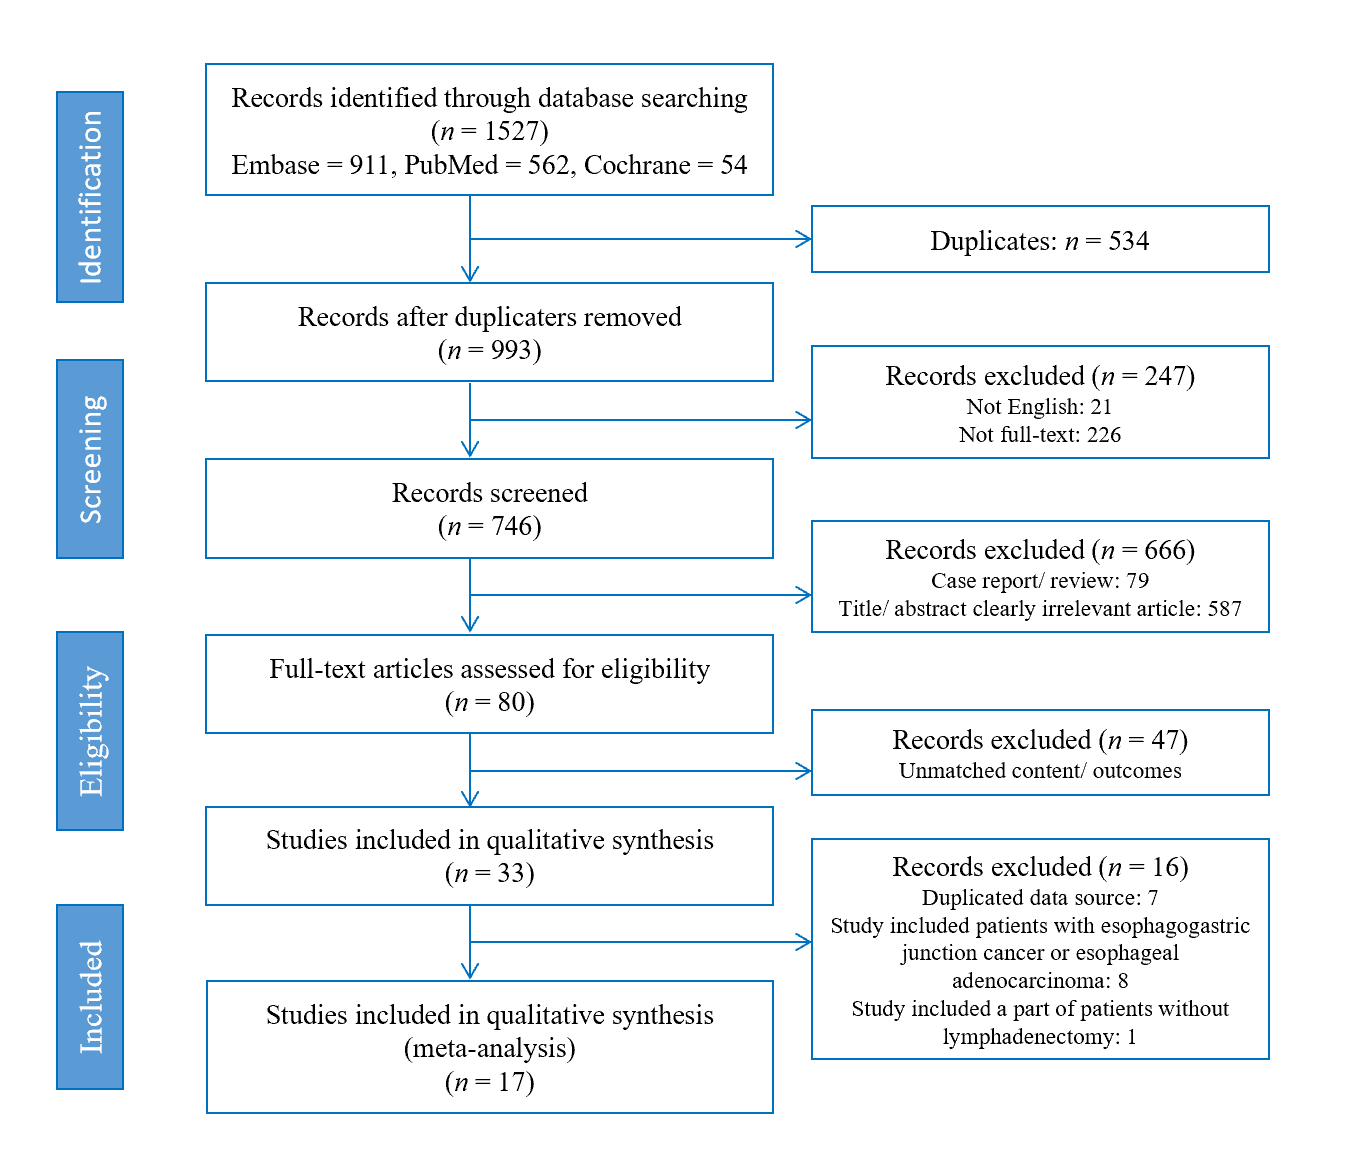 Identification
Records identified through database searching
(n = 1527)
Embase = 911, PubMed = 562, Cochrane = 54
Duplicates: n = 534
Records after duplicaters removed
(n = 993)
Screening
Records excluded (n = 247)
Not English: 21
Not full-text: 226
Records screened
(n = 746)
Records excluded (n = 666)
Case report/ review: 79
Title/ abstract clearly irrelevant article: 587
Eligibility
Full-text articles assessed for eligibility
(n = 80)
Records excluded (n = 47)
Unmatched content/ outcomes
Studies included in qualitative synthesis
(n = 33)
Records excluded (n = 16)
Duplicated data source: 7
Study included patients with esophagogastric
junction cancer or esophageal
adenocarcinoma: 8
Study included a part of patients without
lymphadenectomy: 1
Included
Studies included in qualitative synthesis
(meta-analysis)
(n = 17)